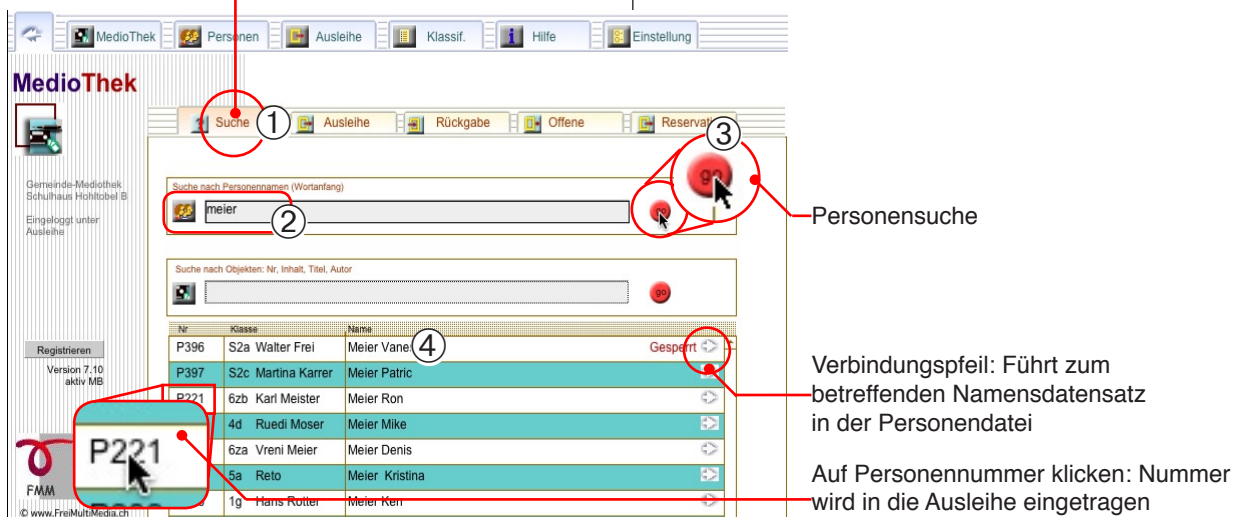 MedioThek Personen Ausleihe Klassif. Hilfe Einstellung
MedioThek
Suche 1 Ausleihe Rückgabe Offene
3
Gemeinde-Mediothek
Schulhaus Hohltobel B
Eingeloggt unter
Ausleihe
Suche nach Personennamen (Wortanfang)
meier
2
go
go
Personensuche
Suche nach Objekten: Nr, Inhalt, Titel, Autor
go
Nr Klasse Name
4
P396 S2a Walter Frei Meier Gesperrt
P397 S2c Martina Karrer Meier Patric
P221 6zb Karl Meister Meier Ron
4d Ruedi Moser Meier Mike
6za Vreni Meier Meier Denis
5a Reto Meier Kristina
1g Hans Rotter Meier Ken
Registrieren
Version 7.10
aktiv MB
P221
FMM
© www.FreiMultiMedia.ch
Verbindungspfeil: Führt zum
betreffenden Namensdatensatz
in der Personendatei
Auf Personennummer klicken: Nummer
wird in die Ausleihe eingetragen